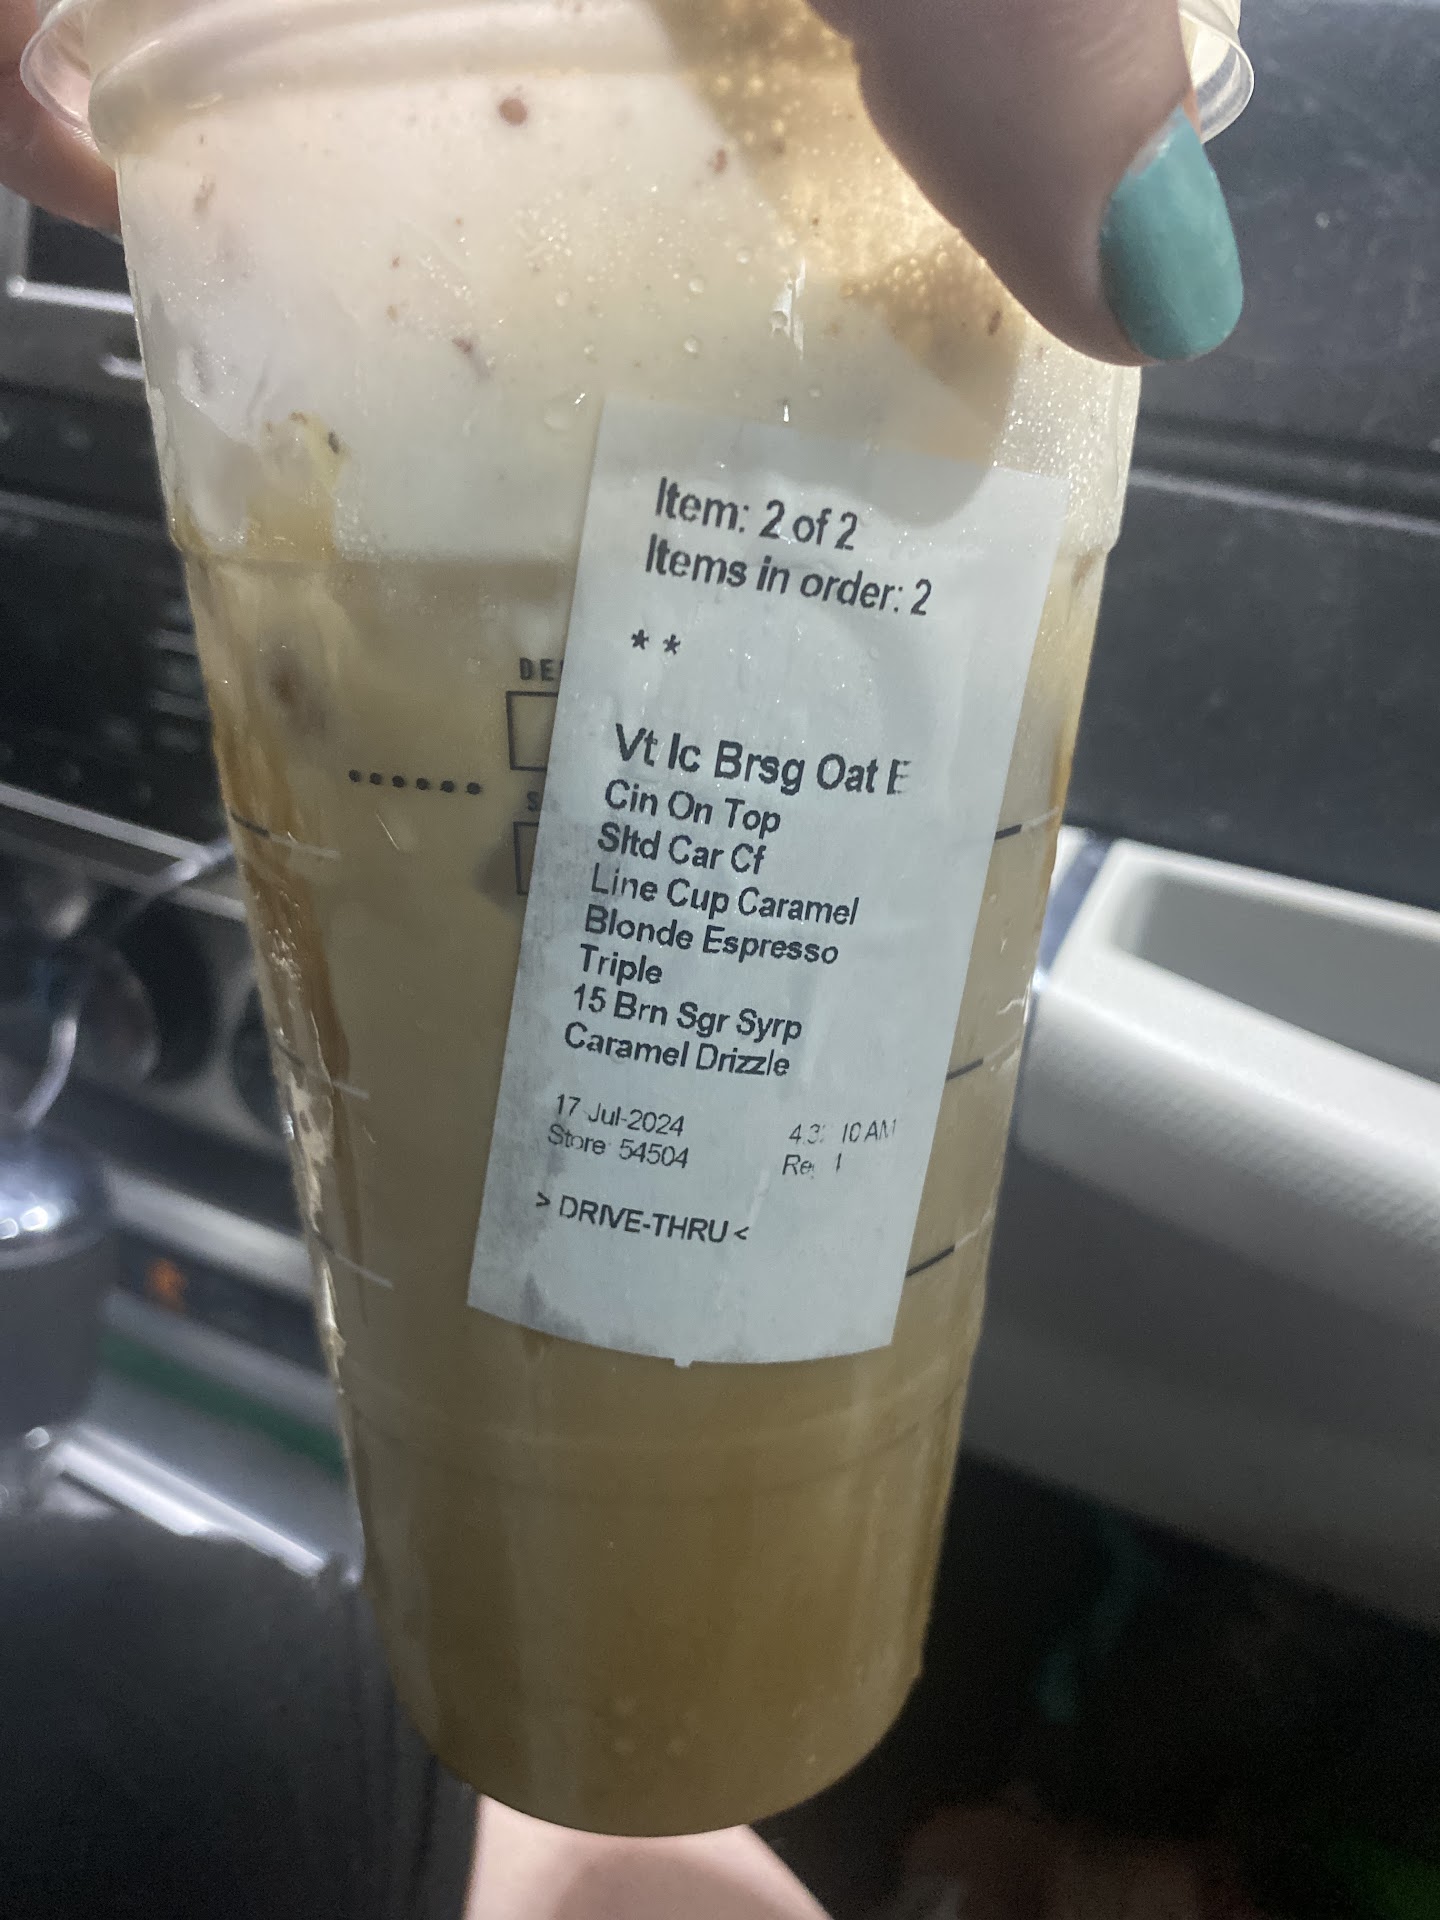 Item: 2 of 2
Items in order: 2
* *
Vt Ic Brsg Oat E
Cin On Top
Sltd Car Cf
Line Cup Caramel
Blonde Espresso
Triple
15 Brn Sgr Syrp
Caramel Drizzle
17 Jul-2024
Store 54504
> DRIVE-THRU <